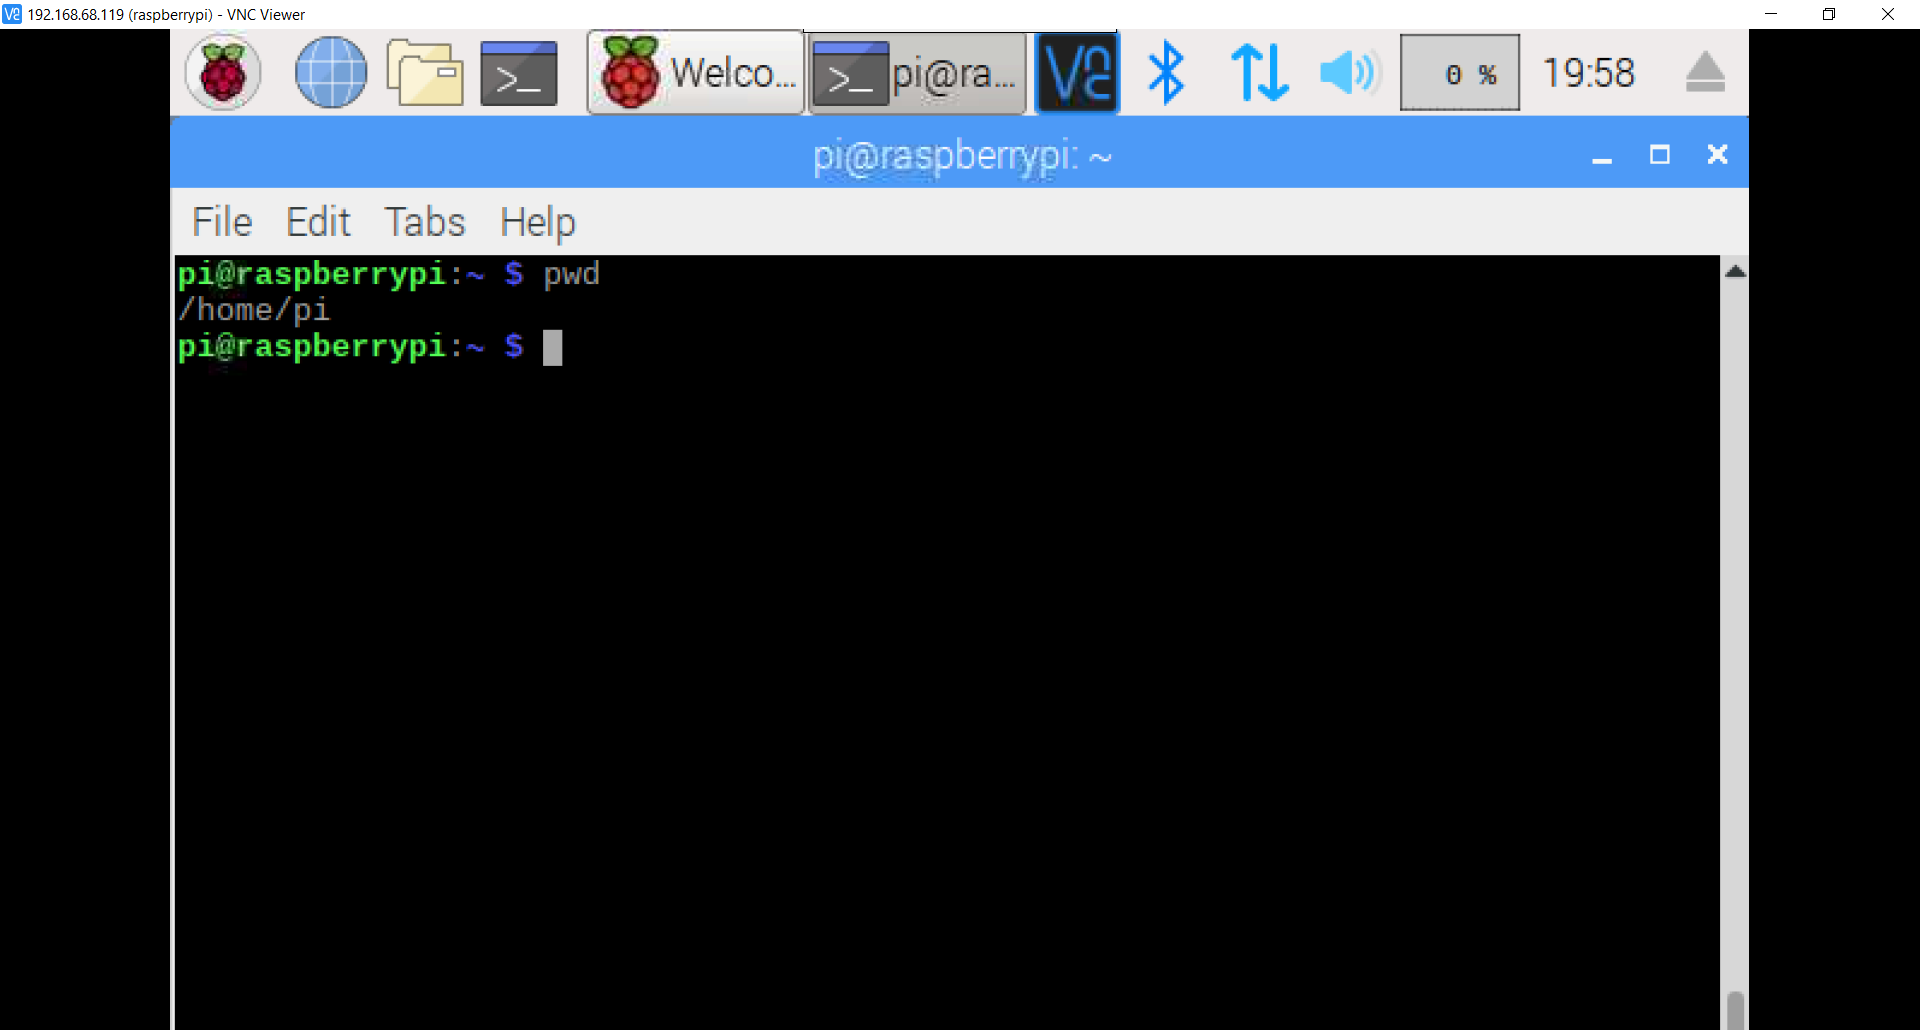 192.168.68.119 (raspberrypi) - VNC Viewer
Welco... pi@ra... 0 % 19:58
pi@raspberrypi: ~
File Edit Tabs Help
pi@raspberrypi:~ $ pwd
/home/pi
pi@raspberrypi:~ $